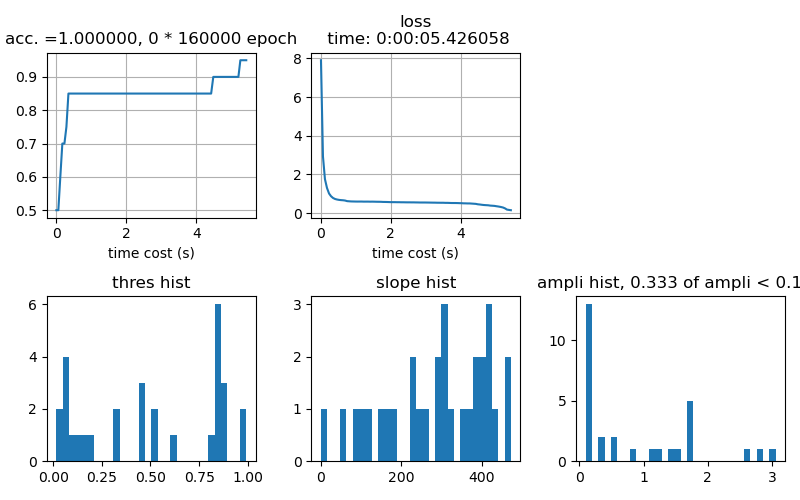 acc. =1.000000, 0 * 160000 epoch
0.9
0.8
0.7
0.6
0.5
0 2 4
time cost (s)
loss
time: 0:00:05.426058
8
6
4
2
0
0 2 4
time cost (s)
thres hist
6
4
2
0
0.00 0.25 0.50 0.75 1.00
slope hist
3
2
1
0
0 200 400
ampli hist, 0.333 of ampli < 0.1
10
5
0
0 1 2 3